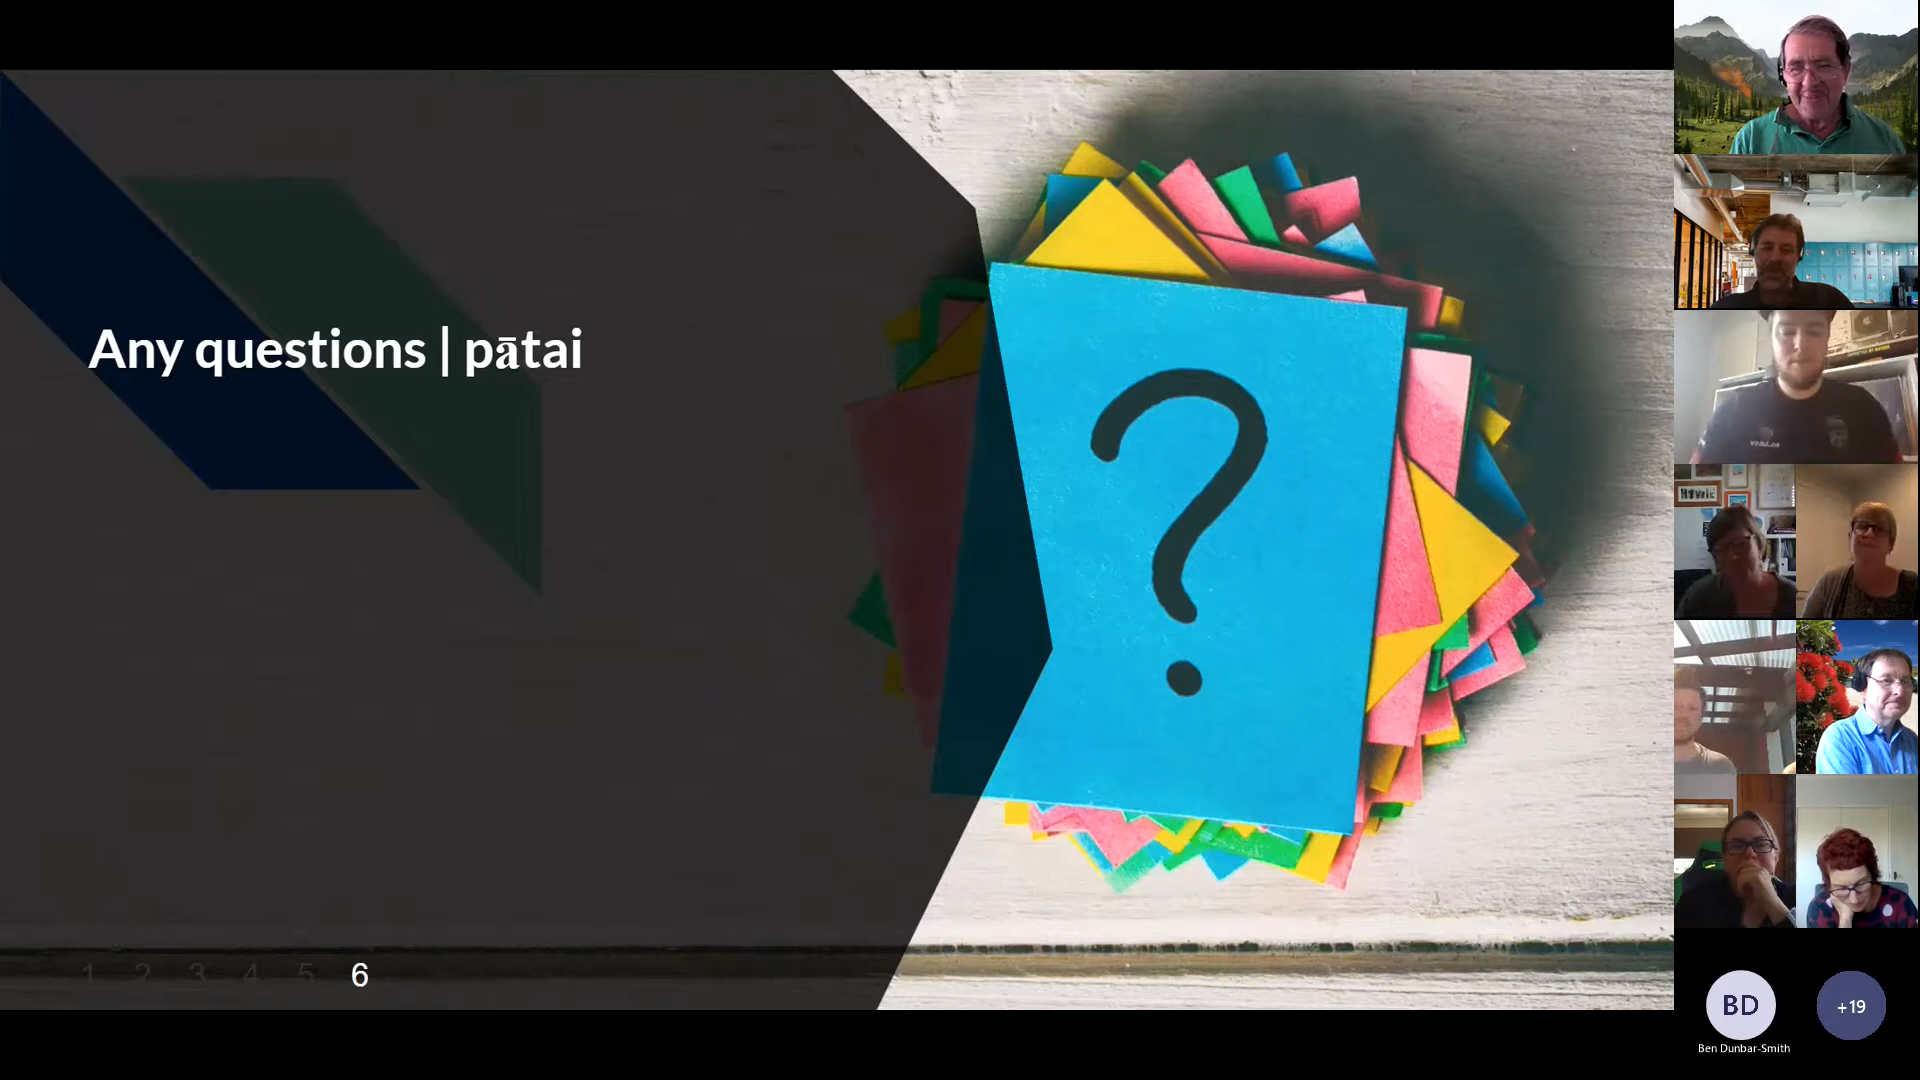 Any questions | pātai
?
1 2 3 4 5 6
BD
+19
Ben Dunbar-Smith